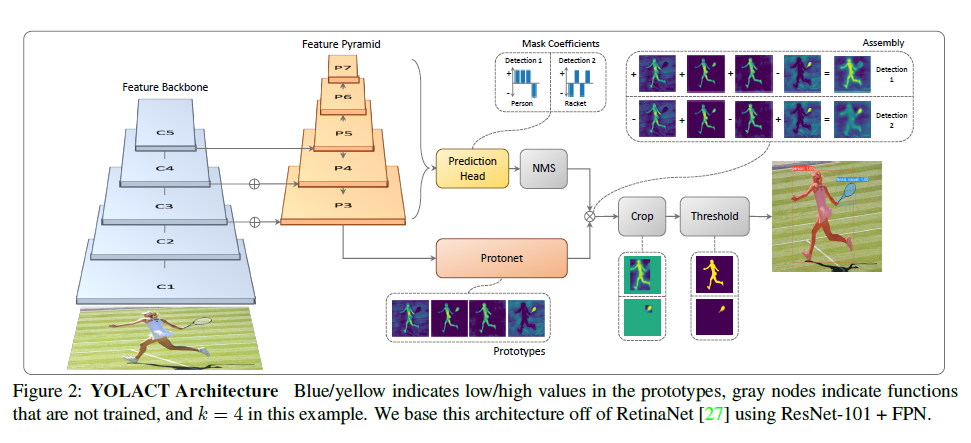 Feature Backbone
C5
C4
C3
C2
C1
Feature Pyramid
P7
P6
P5
P4
P3
Mask Coefficients
Detection 1
Detection 2
+
-
+
-
Person
Racket
Prediction
Head
NMS
Protonet
Prototypes
Assembly
+ + + - = Detection
1
- + - + = Detection
2
Crop
Threshold
Figure 2: YOLACT Architecture Blue/yellow indicates low/high values in the prototypes, gray nodes indicate functions
that are not trained, and k = 4 in this example. We base this architecture off of RetinaNet [27] using ResNet-101 + FPN.